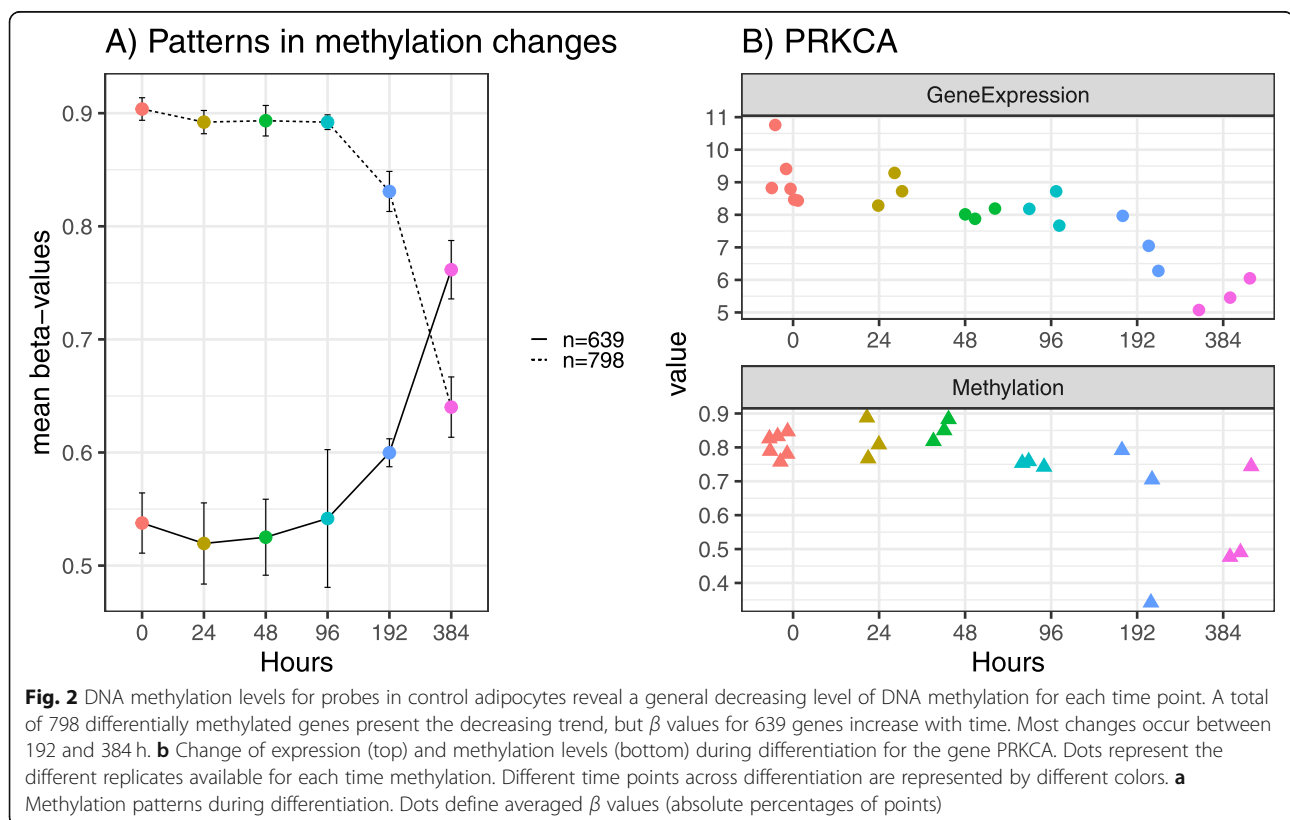 A) Patterns in methylation changes
mean beta−values
0.9
0.8
0.7
0.6
0.5
0 24 48 96 192 384
Hours
n=639
n=798
B) PRKCA
value
GeneExpression
11
10
9
8
7
6
5
0 24 48 96 192 384
Methylation
0.9
0.8
0.7
0.6
0.5
0.4
0 24 48 96 192 384
Hours
Fig. 2 DNA methylation levels for probes in control adipocytes reveal a general decreasing level of DNA methylation for each time point. A total
of 798 differentially methylated genes present the decreasing trend, but β values for 639 genes increase with time. Most changes occur between
192 and 384 h. b Change of expression (top) and methylation levels (bottom) during differentiation for the gene PRKCA. Dots represent the
different replicates available for each time methylation. Different time points across differentiation are represented by different colors. a
Methylation patterns during differentiation. Dots define averaged β values (absolute percentages of points)